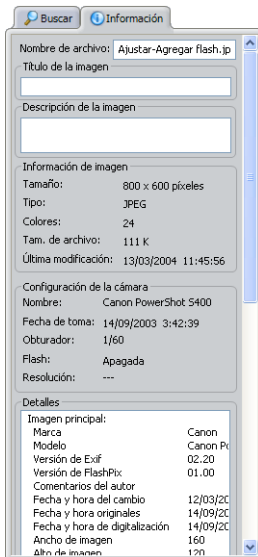 Buscar Información
Nombre de archivo: Ajustar-Agregar flash.jp
Título de la imagen
Descripción de la imagen
Información de imagen
Tamaño: 800 x 600 píxeles
Tipo: JPEG
Colores: 24
Tam. de archivo: 111 K
Última modificación: 13/03/2004 11:45:56
Configuración de la cámara
Nombre: Canon PowerShot S400
Fecha de toma: 14/09/2003 3:42:39
Obturador: 1/60
Flash: Apagada
Resolución: ---
Detalles
Imagen principal:
Marca Canon
Modelo Canon Po
Versión de Exif 02.20
Versión de FlashPix 01.00
Comentarios del autor
Fecha y hora del cambio 12/03/20
Fecha y hora originales 14/09/20
Fecha y hora de digitalización 14/09/20
Ancho de imagen 160
Alto de imagen 120